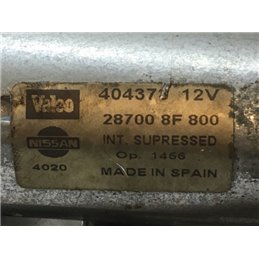 Valeo 404373 12V
28700 8F 800
NISSAN INT. SUPRESSED
4020 Op. 1456
MADE IN SPAIN